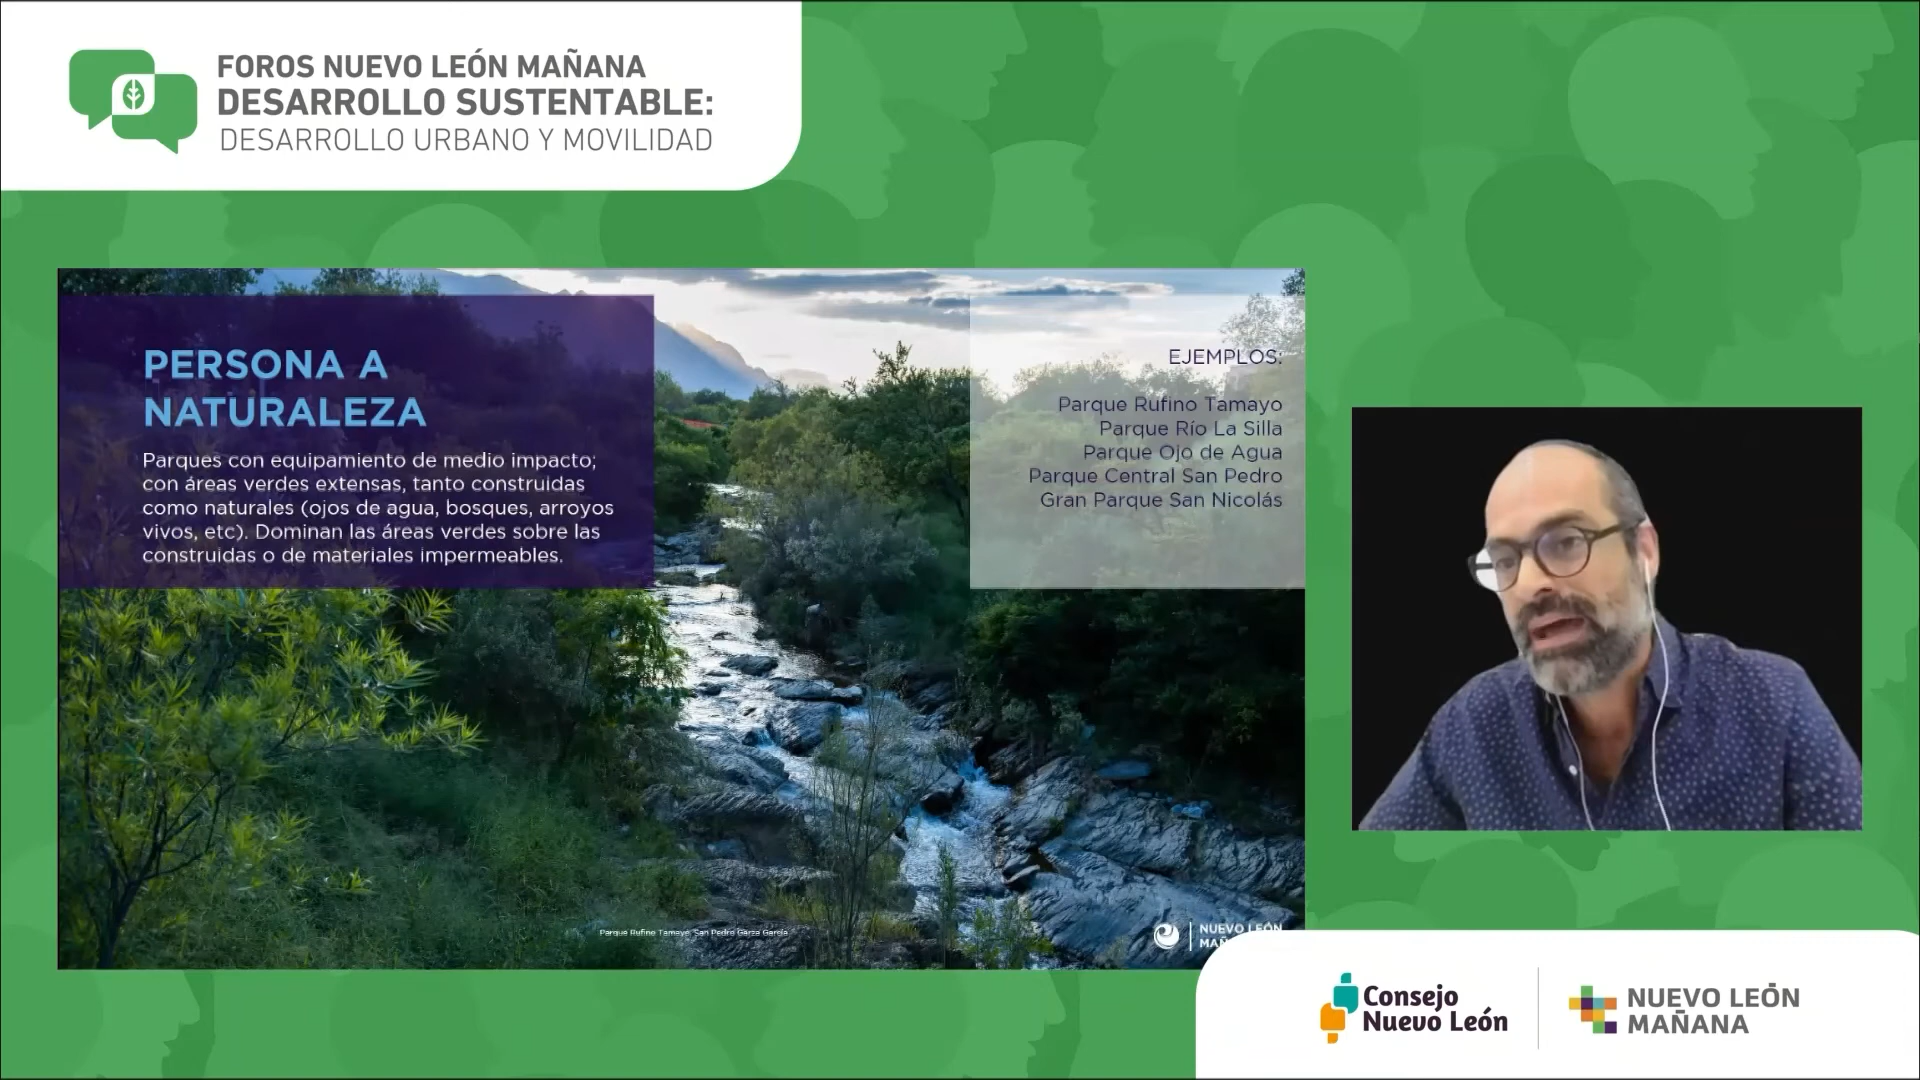 FOROS NUEVO LEÓN MAÑANA
DESARROLLO SUSTENTABLE:
DESARROLLO URBANO Y MOVILIDAD
PERSONA A
NATURALEZA
Parques con equipamiento de medio impacto;
con áreas verdes extensas, tanto construidas
como naturales (ojos de agua, bosques, arroyos
vivos, etc). Dominan las áreas verdes sobre las
construidas o de materiales impermeables.
EJEMPLOS:
Parque Rufino Tamayo
Parque Río La Silla
Parque Ojo de Agua
Parque Central San Pedro
Gran Parque San Nicolás
Parque Rufino Tamayo, San Pedro Garza García
NUEVO LEÓN
Consejo
Nuevo León
NUEVO LEÓN
MAÑANA